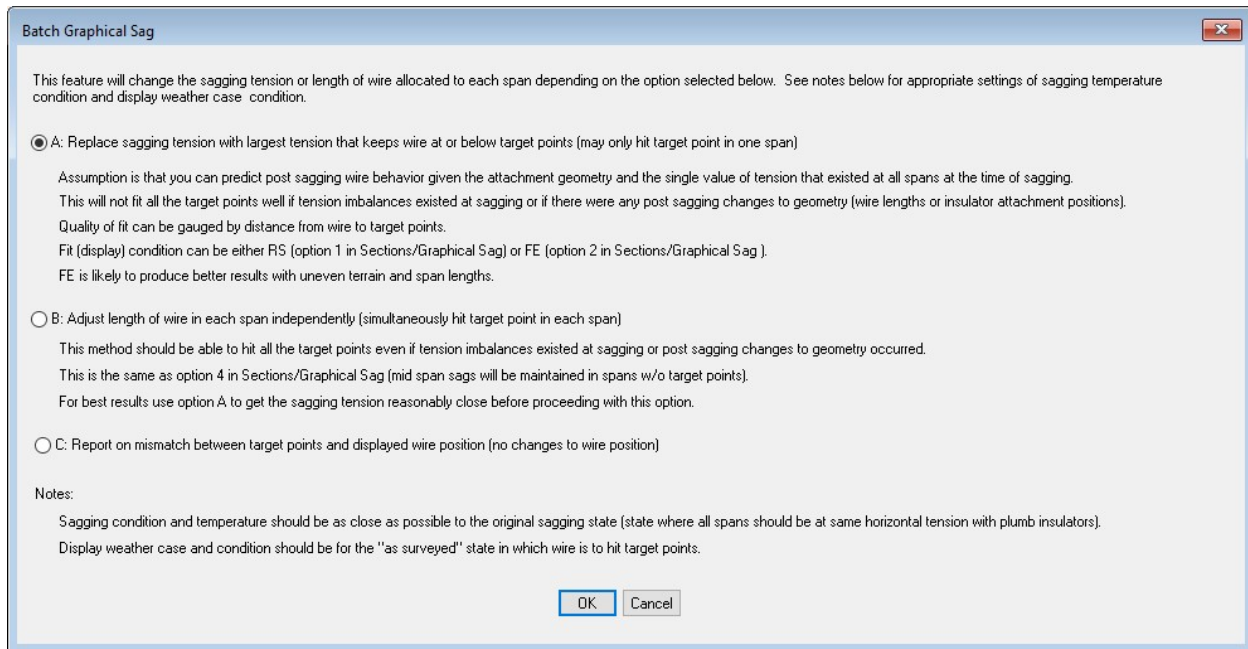 Batch Graphical Sag
This feature will change the sagging tension or length of wire allocated to each span depending on the option selected below. See notes below for appropriate settings of sagging temperature
condition and display weather case condition.
A: Replace sagging tension with largest tension that keeps wire at or below target points (may only hit target point in one span)
Assumption is that you can predict post sagging wire behavior given the attachment geometry and the single value of tension that existed at all spans at the time of sagging.
This will not fit all the target points well if tension imbalances existed at sagging or if there were any post sagging changes to geometry (wire lengths or insulator attachment positions).
Quality of fit can be gauged by distance from wire to target points.
Fit (display) condition can be either RS (option 1 in Sections/Graphical Sag) or FE (option 2 in Sections/Graphical Sag ).
FE is likely to produce better results with uneven terrain and span lengths.
B: Adjust length of wire in each span independently (simultaneously hit target point in each span)
This method should be able to hit all the target points even if tension imbalances existed at sagging or post sagging changes to geometry occurred.
This is the same as option 4 in Sections/Graphical Sag (mid span sags will be maintained in spans w/o target points).
For best results use option A to get the sagging tension reasonably close before proceeding with this option.
C: Report on mismatch between target points and displayed wire position (no changes to wire position)
Notes:
Sagging condition and temperature should be as close as possible to the original sagging state (state where all spans should be at same horizontal tension with plumb insulators).
Display weather case and condition should be for the "as surveyed" state in which wire is to hit target points.
OK Cancel